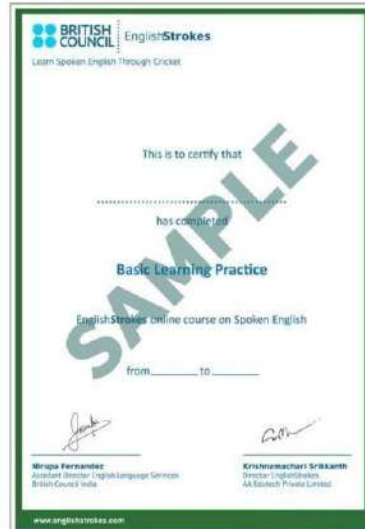 BRITISH
COUNCIL
EnglishStrokes
Learn Spoken English Through Cricket
This is to certify that
has completed
Basic Learning Practice
EnglishStrokes online course on Spoken English
from ________ to ________
SAMPLE
Nirupa Fernandez
Assistant Director English Language Services
British Council India
Krishnamachari Srikkanth
Director EnglishStrokes
AA Edutech Private Limited
www.englishstrokes.com